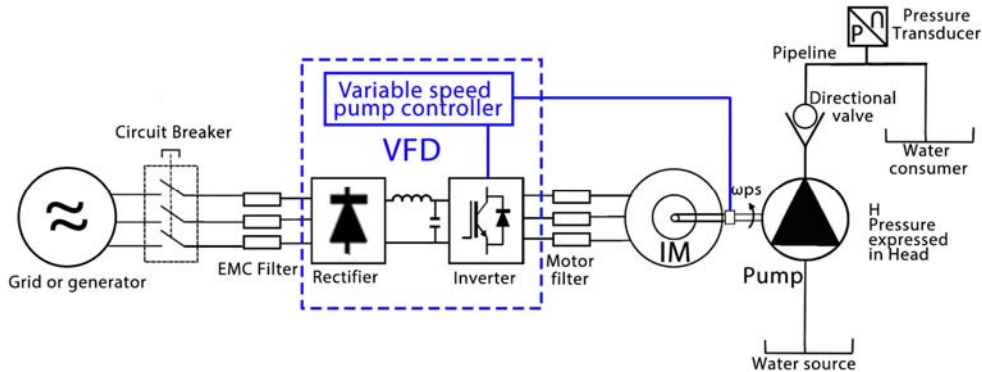 Pressure
Transducer
P
n
Pipeline
Variable speed
pump controller
VFD
Directional
valve
Circuit Breaker
Water
consumer
ωps
H
Pressure
expressed
in Head
IM
EMC Filter
Rectifier
Inverter
Motor
filter
Pump
Grid or generator
Water source